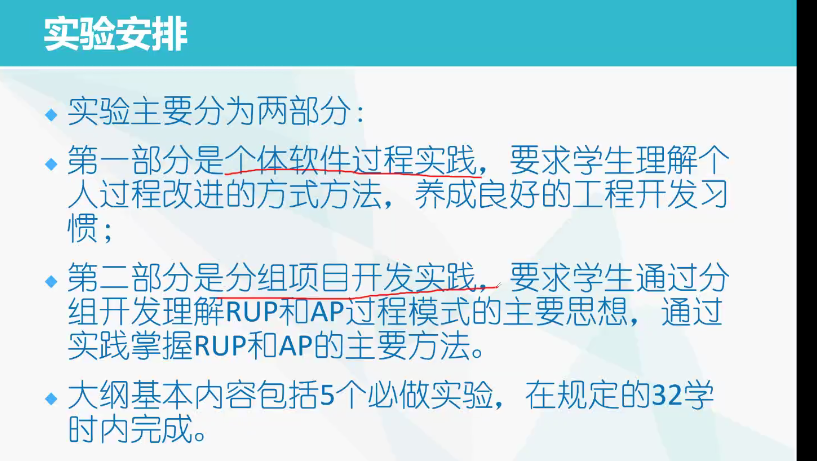 实验安排
实验主要分为两部分：
第一部分是个体软件过程实践，要求学生理解个
人过程改进的方式方法，养成良好的工程开发习
惯；
第二部分是分组项目开发实践，要求学生通过分
组开发理解RUP和AP过程模式的主要思想，通过
实践掌握RUP和AP的主要方法。
大纲基本内容包括5个必做实验，在规定的32学
时内完成。